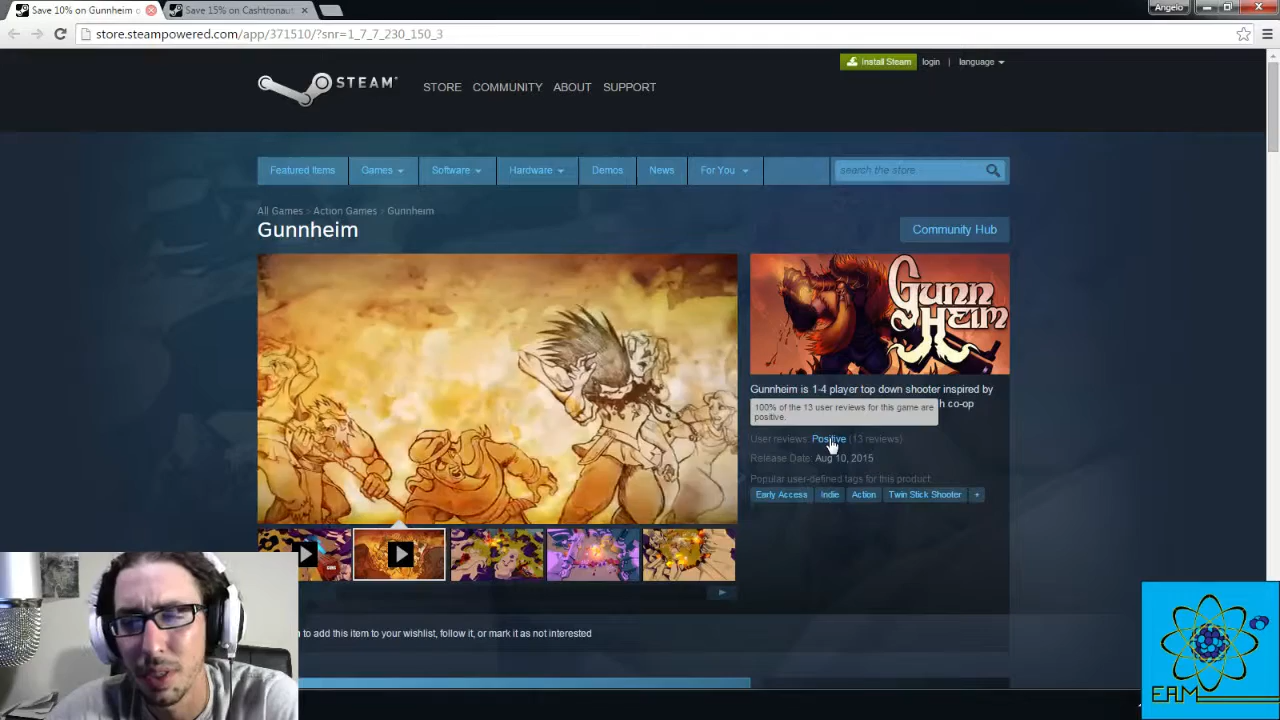 Save 10% on Gunnheim o
Save 15% on Cashtronaut
Angelo
store.steampowered.com/app/371510/?snr=1_7_7_230_150_3
Install Steam login | language
STEAM
STORE COMMUNITY ABOUT SUPPORT
Featured Items Games Software Hardware Demos News For You search the store
All Games > Action Games > Gunnheim
Gunnheim
Community Hub
GUNN
HEIM
Gunnheim is 1-4 player top down shooter inspired by
h co-op
100% of the 13 user reviews for this game are
positive.
User reviews: Positive (13 reviews)
Release Date: Aug 10, 2015
Popular user-defined tags for this product:
Early Access Indie Action Twin Stick Shooter +
to add this item to your wishlist, follow it, or mark it as not interested
EAM